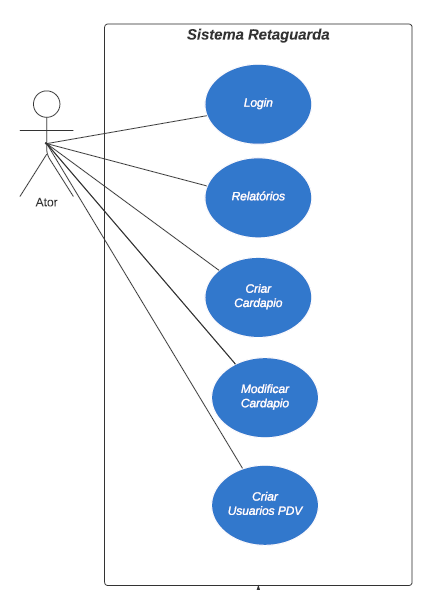 Sistema Retaguarda
Login
Relatórios
Ator
Criar
Cardapio
Modificar
Cardapio
Criar
Usuarios PDV